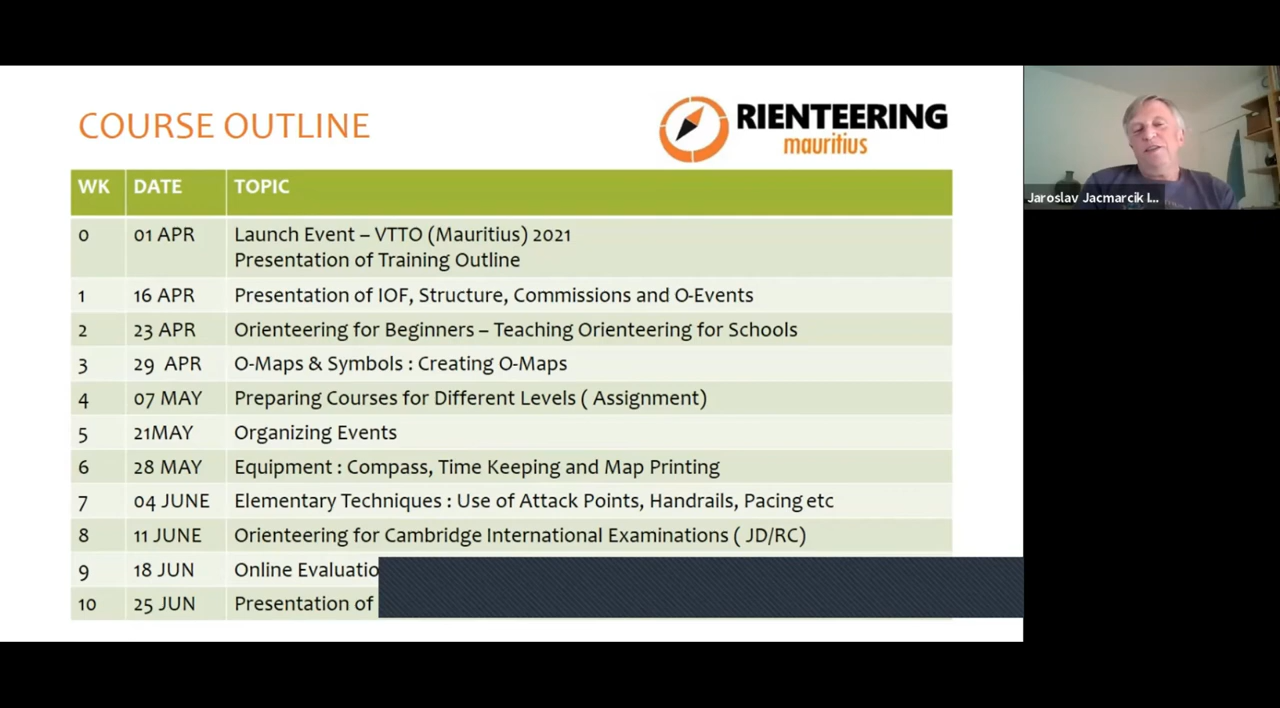 COURSE OUTLINE
RIENTEERING
mauritius
WK DATE TOPIC
0 01 APR Launch Event – VTTO (Mauritius) 2021
Presentation of Training Outline
1 16 APR Presentation of IOF, Structure, Commissions and O-Events
2 23 APR Orienteering for Beginners – Teaching Orienteering for Schools
3 29 APR O-Maps & Symbols : Creating O-Maps
4 07 MAY Preparing Courses for Different Levels ( Assignment)
5 21MAY Organizing Events
6 28 MAY Equipment : Compass, Time Keeping and Map Printing
7 04 JUNE Elementary Techniques : Use of Attack Points, Handrails, Pacing etc
8 11 JUNE Orienteering for Cambridge International Examinations ( JD/RC)
9 18 JUN Online Evaluatio
10 25 JUN Presentation of
Jaroslav Jacmarcik I...